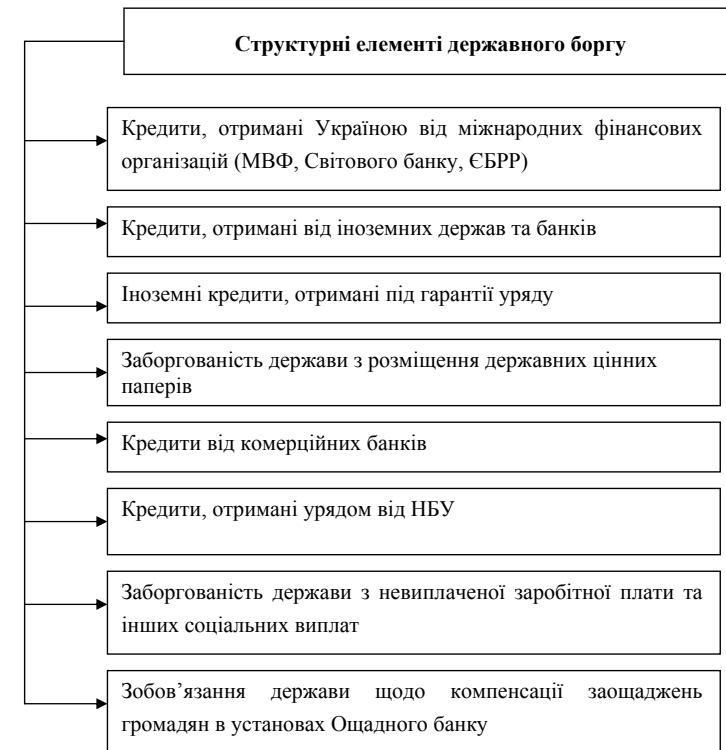 Структурні елементі державного боргу
Кредити, отримані Україною від міжнародних фінансових
організацій (МВФ, Світового банку, ЄБРР)
Кредити, отримані від іноземних держав та банків
Іноземні кредити, отримані під гарантії уряду
Заборгованість держави з розміщення державних цінних
паперів
Кредити від комерційних банків
Кредити, отримані урядом від НБУ
Заборгованість держави з невиплаченої заробітної плати та
інших соціальних виплат
Зобов’язання держави щодо компенсації заощаджень
громадян в установах Ощадного банку